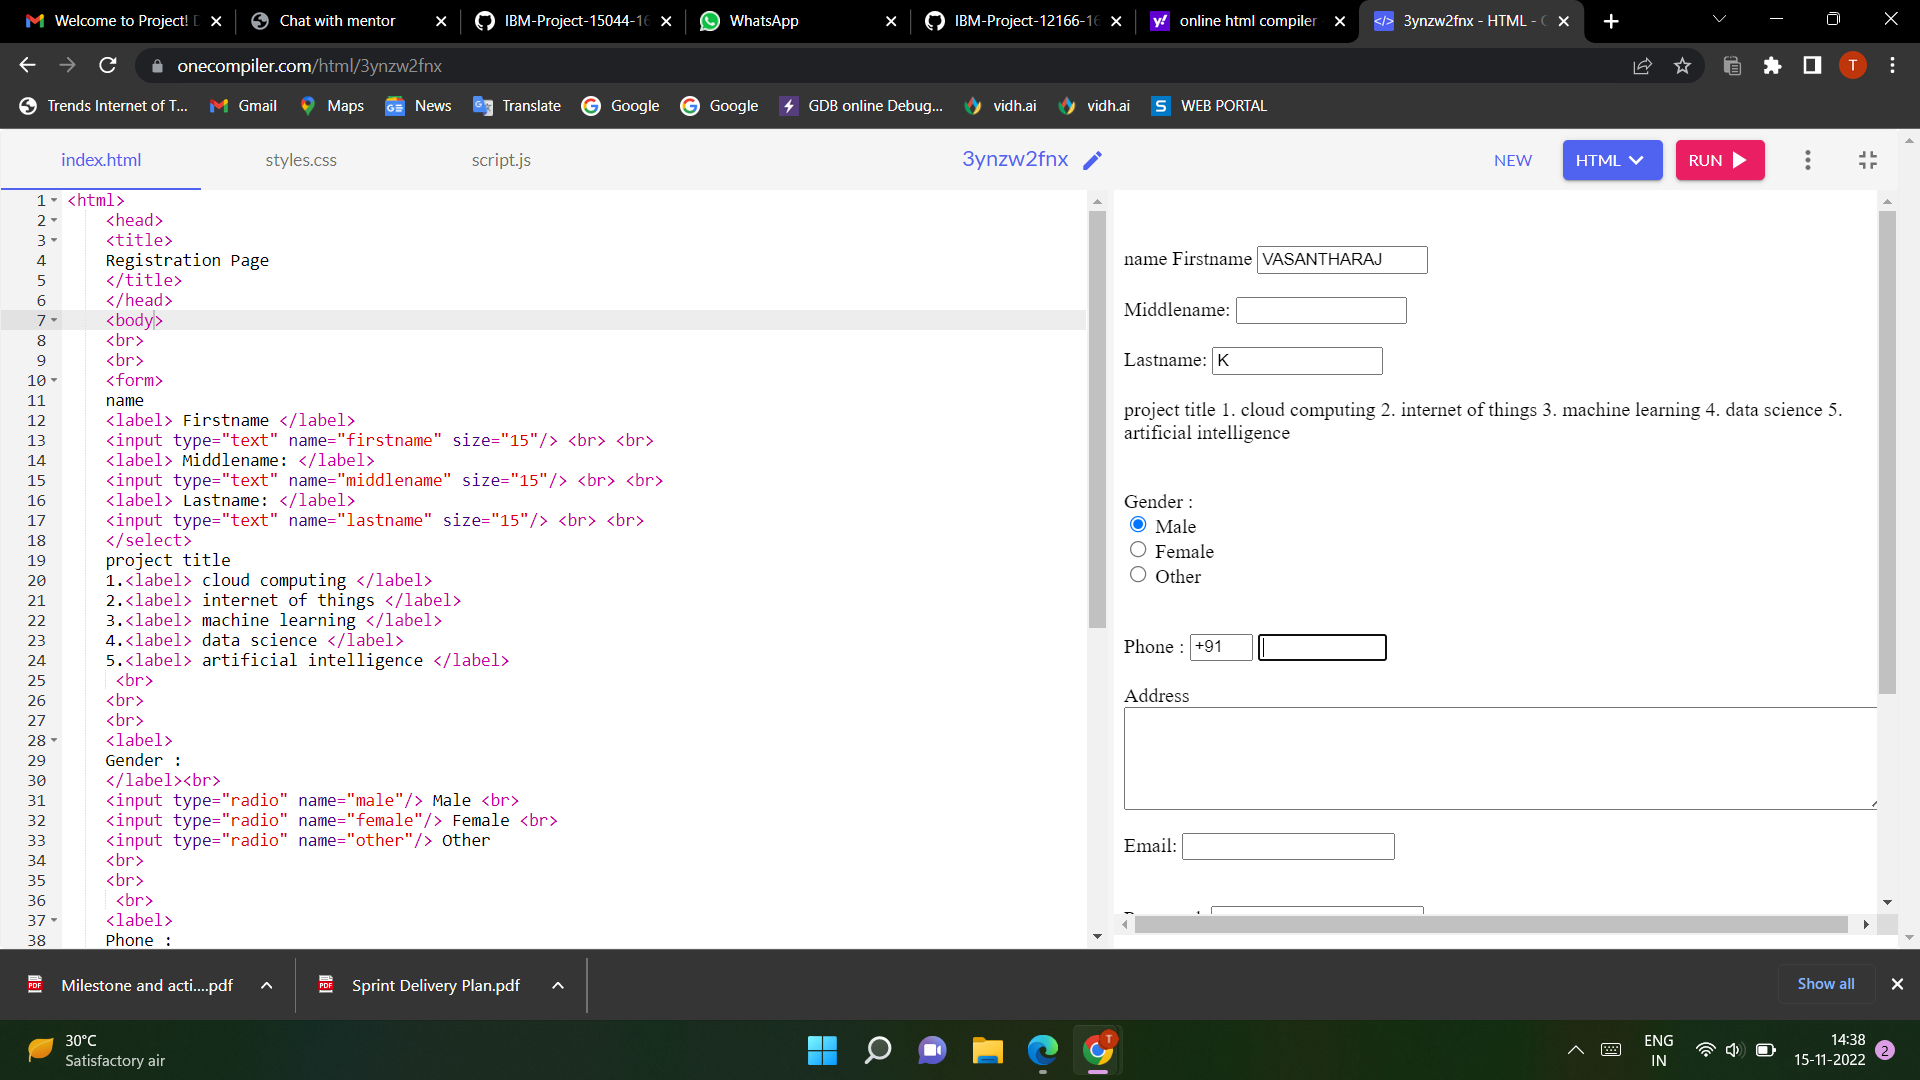 Welcome to Project! D
Chat with mentor
IBM-Project-15044-16
WhatsApp
IBM-Project-12166-16
online html compiler -
3ynzw2fnx - HTML - O
onecompiler.com/html/3ynzw2fnx
T
Trends Internet of T...
Gmail
Maps
News
Translate
Google
Google
GDB online Debug...
vidh.ai
vidh.ai
WEB PORTAL
index.html
styles.css
script.js
3ynzw2fnx
NEW
HTML
RUN
1 <html>
2 <head>
3 <title>
4 Registration Page
5 </title>
6 </head>
7 <body>
8 <br>
9 <br>
10 <form>
11 name
12 <label> Firstname </label>
13 <input type="text" name="firstname" size="15"/> <br> <br>
14 <label> Middlename: </label>
15 <input type="text" name="middlename" size="15"/> <br> <br>
16 <label> Lastname: </label>
17 <input type="text" name="lastname" size="15"/> <br> <br>
18 </select>
19 project title
20 1.<label> cloud computing </label>
21 2.<label> internet of things </label>
22 3.<label> machine learning </label>
23 4.<label> data science </label>
24 5.<label> artificial intelligence </label>
25 <br>
26 <br>
27 <br>
28 <label>
29 Gender :
30 </label><br>
31 <input type="radio" name="male"/> Male <br>
32 <input type="radio" name="female"/> Female <br>
33 <input type="radio" name="other"/> Other
34 <br>
35 <br>
36 <br>
37 <label>
38 Phone :
name Firstname VASANTHARAJ
Middlename:
Lastname: K
project title 1. cloud computing 2. internet of things 3. machine learning 4. data science 5.
artificial intelligence
Gender :
Male
Female
Other
Phone : +91
Address
Email:
Milestone and acti....pdf
Sprint Delivery Plan.pdf
Show all
30°C
Satisfactory air
T
ENG
IN
14:38
15-11-2022
2